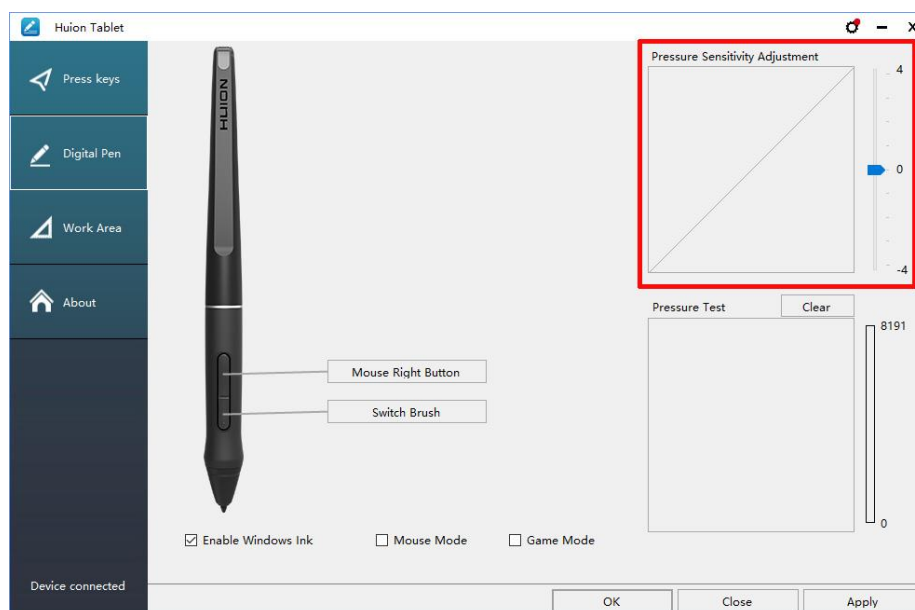 Huion Tablet
Press keys
Digital Pen
Work Area
About
Device connected
HUION
Mouse Right Button
Switch Brush
Enable Windows Ink
Mouse Mode
Game Mode
Pressure Sensitivity Adjustment
4
0
-4
Pressure Test
Clear
8191
0
OK
Close
Apply